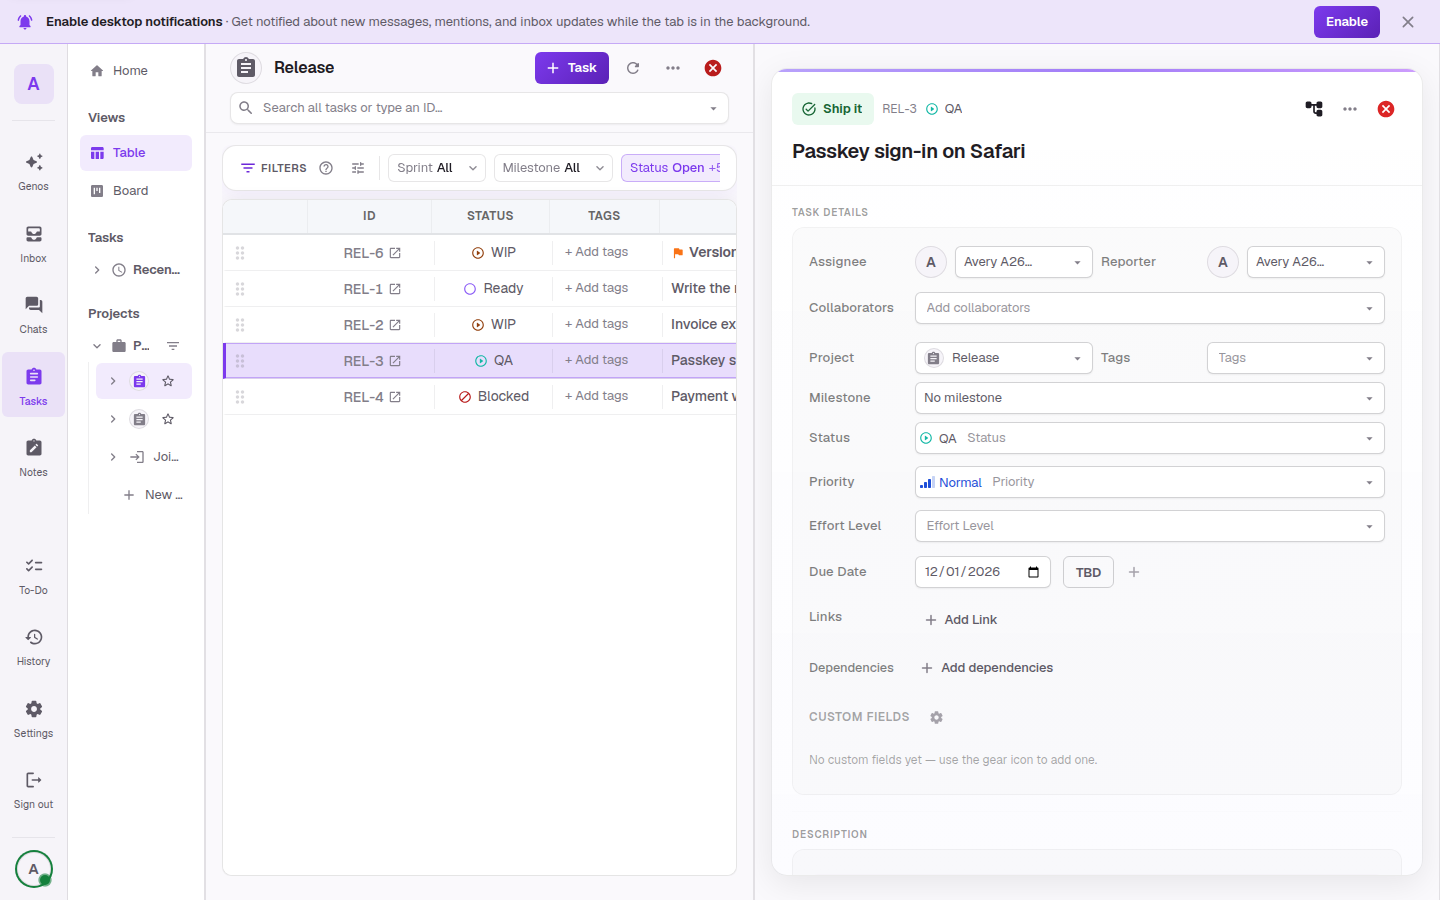 Enable desktop notifications · Get notified about new messages, mentions, and inbox updates while the tab is in the background.
Enable
A
Genos
Inbox
Chats
Tasks
Notes
To-Do
History
Settings
Sign out
A
Home
Views
Table
Board
Tasks
Recen...
Projects
P...
Joi...
New ...
Release
Task
Search all tasks or type an ID...
FILTERS
Sprint All
Milestone All
Status Open +5
ID STATUS TAGS
REL-6 WIP + Add tags Version
REL-1 Ready + Add tags Write the
REL-2 WIP + Add tags Invoice ex
REL-3 QA + Add tags Passkey s
REL-4 Blocked + Add tags Payment
Ship it REL-3 QA
Passkey sign-in on Safari
TASK DETAILS
Assignee A Avery A26... Reporter A Avery A26...
Collaborators Add collaborators
Project Release Tags Tags
Milestone No milestone
Status QA Status
Priority Normal Priority
Effort Level Effort Level
Due Date 12/01/2026 TBD
Links Add Link
Dependencies Add dependencies
CUSTOM FIELDS
No custom fields yet — use the gear icon to add one.
DESCRIPTION